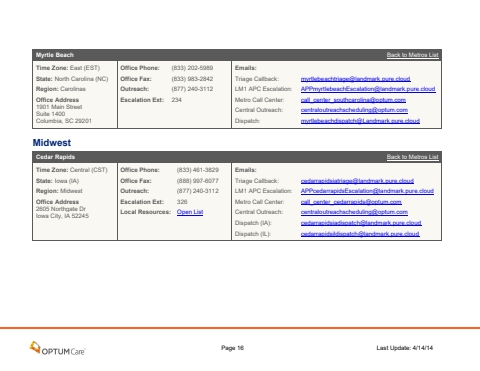 Myrtle Beach Back to Metros List
Time Zone: East (EST) Office Phone: (833) 202-5989 Emails:
State: North Carolina (NC) Office Fax: (833) 983-2842 Triage Callback: myrtlebeachtriage@landmark.pure.cloud
Region: Carolinas Outreach: (877) 240-3112 LM1 APC Escalation: APPmyrtlebeachEscalation@landmark.pure.cloud
Office Address Escalation Ext: 234 Metro Call Center: call_center_southcarolina@optum.com
1901 Main Street Central Outreach: centraloutreachscheduling@optum.com
Suite 1400
Columbia, SC 29201 Dispatch: myrtlebeachdispatch@Landmark.pure.cloud
Midwest
Cedar Rapids Back to Metros List
Time Zone: Central (CST) Office Phone: (833) 461-3829 Emails:
State: Iowa (IA) Office Fax: (888) 997-6077 Triage Callback: cedarrapidsiatriage@landmark.pure.cloud
Region: Midwest Outreach: (877) 240-3112 LM1 APC Escalation: APPcedarrapidsEscalation@landmark.pure.cloud
Office Address Escalation Ext: 328 Metro Call Center: call_center_cedarrapids@optum.com
2605 Northgate Dr Local Resources: Open List Central Outreach: centraloutreachscheduling@optum.com
Iowa City, IA 52245 Dispatch (IA): cedarrapidsiadispatch@landmark.pure.cloud
Dispatch (IL): cedarrapidsildispatch@landmark.pure.cloud
OPTUMCare Page 16 Last Update: 4/14/14